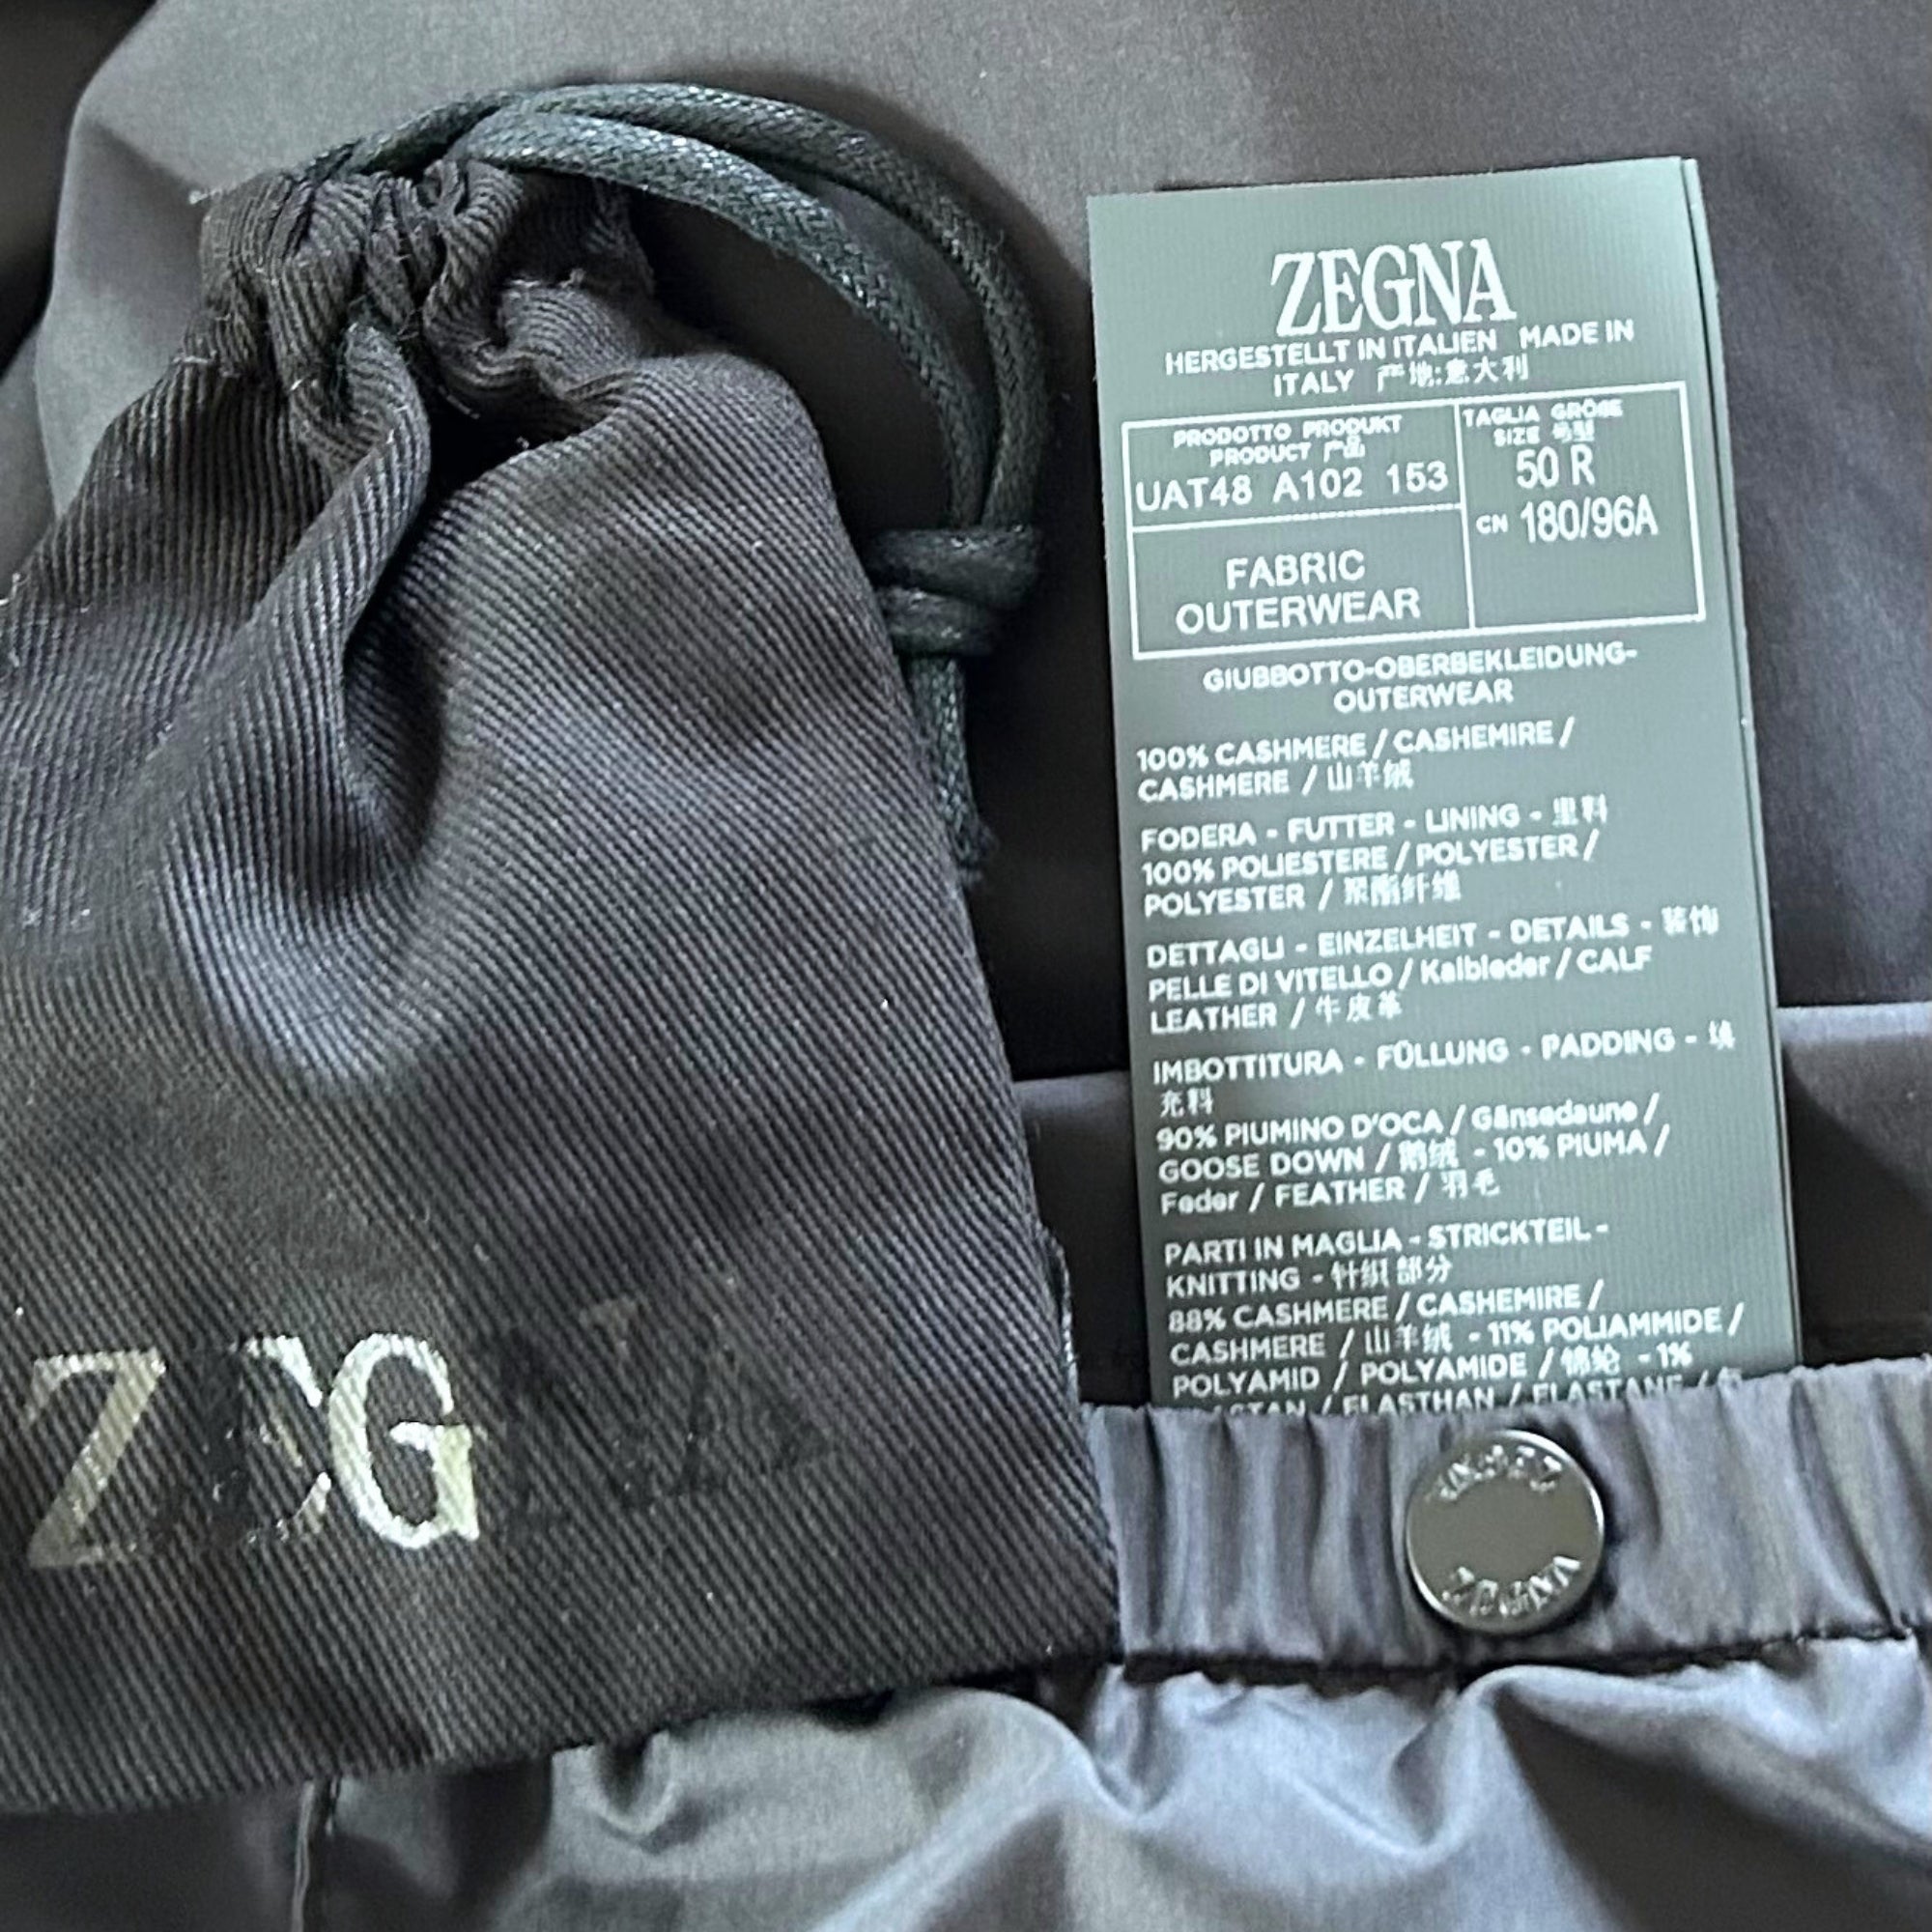 ZEGNA
HERGESTELLT IN ITALIEN MADE IN
ITALY 产地:意大利
PRODOTTO PRODUKT
PRODUCT 产品
UAT48 A102 153
TAGLIA GRÖßE
SIZE 号型
50 R
CN 180/96A
FABRIC
OUTERWEAR
GIUBBOTTO-OBERBEKLEIDUNG-
OUTERWEAR
100% CASHMERE / CASHEMIRE /
CASHMERE / 山羊绒
FODERA - FUTTER - LINING - 里料
100% POLIESTERE / POLYESTER /
POLYESTER / 聚酯纤维
DETTAGLI - EINZELHEIT - DETAILS - 装饰
PELLE DI VITELLO / Kalbleder / CALF
LEATHER / 牛皮革
IMBOTTITURA - FÜLLUNG - PADDING - 填
充料
90% PIUMINO D'OCA / Gänsedaune /
GOOSE DOWN / 鹅绒 - 10% PIUMA /
Feder / FEATHER / 羽毛
PARTI IN MAGLIA - STRICKTEIL -
KNITTING - 针织部分
88% CASHMERE / CASHEMIRE /
CASHMERE / 山羊绒 - 11% POLIAMMIDE /
POLYAMID / POLYAMIDE / 锦纶 - 1%
/ ELASTHAN / ELASTANE /
ZEGNA
ZEGNA
ZEGNA